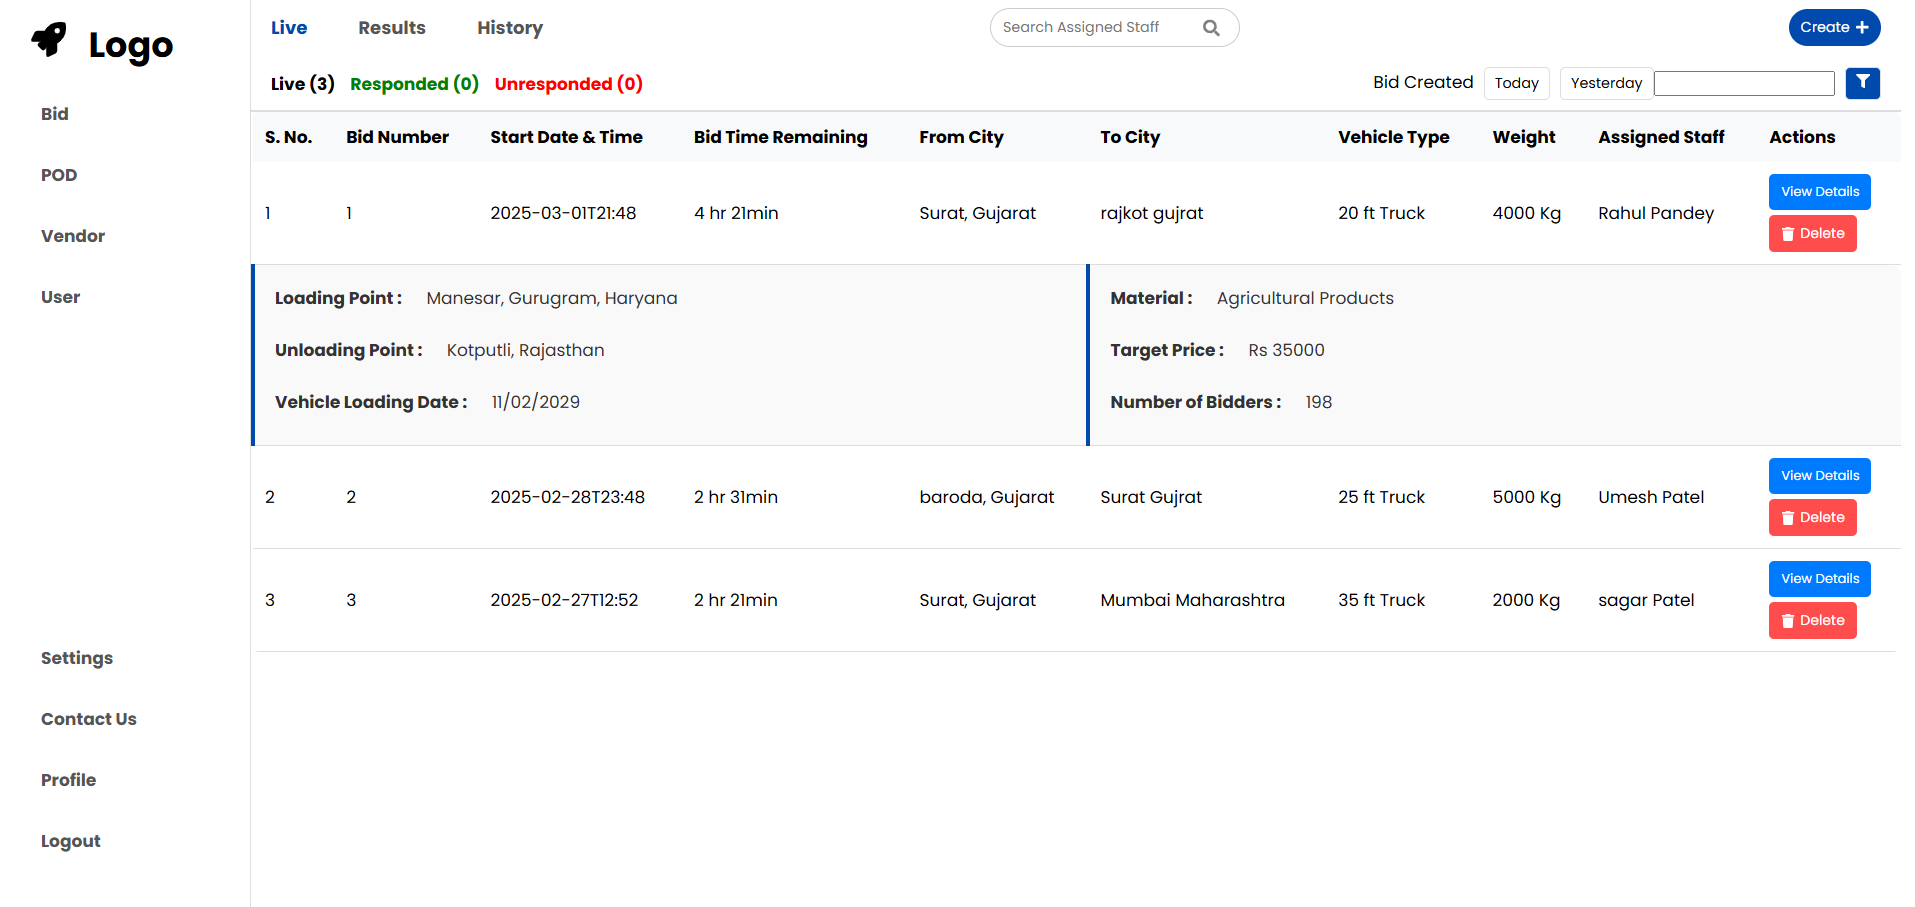 Logo
Bid
POD
Vendor
User
Settings
Contact Us
Profile
Logout
Live Results History
Search Assigned Staff
Create +
Live (3) Responded (0) Unresponded (0)
Bid Created Today Yesterday
S. No. Bid Number Start Date & Time Bid Time Remaining From City To City Vehicle Type Weight Assigned Staff Actions
1 1 2025-03-01T21:48 4 hr 21min Surat, Gujarat rajkot gujrat 20 ft Truck 4000 Kg Rahul Pandey View Details
Delete
Loading Point : Manesar, Gurugram, Haryana
Unloading Point : Kotputli, Rajasthan
Vehicle Loading Date : 11/02/2029
Material : Agricultural Products
Target Price : Rs 35000
Number of Bidders : 198
2 2 2025-02-28T23:48 2 hr 31min baroda, Gujarat Surat Gujrat 25 ft Truck 5000 Kg Umesh Patel View Details
Delete
3 3 2025-02-27T12:52 2 hr 21min Surat, Gujarat Mumbai Maharashtra 35 ft Truck 2000 Kg sagar Patel View Details
Delete